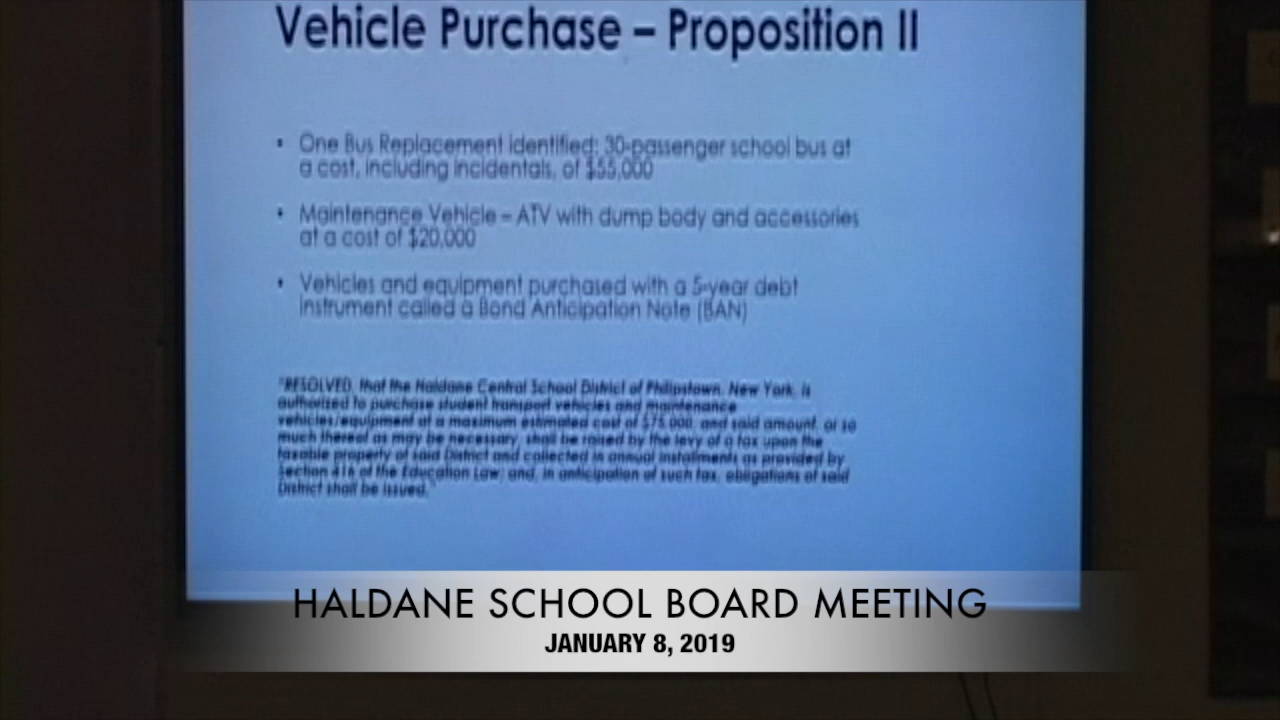 Vehicle Purchase – Proposition II
• One Bus Replacement identified: 30-passenger school bus at
a cost, including incidentals, of $55,000
• Maintenance Vehicle – ATV with dump body and accessories
at a cost of $20,000
• Vehicles and equipment purchased with a 5-year debt
instrument called a Bond Anticipation Note (BAN)
"RESOLVED, that the Haldane Central School District of Philipstown, New York, is
authorized to purchase student transport vehicles and maintenance
vehicles/equipment at a maximum estimated cost of $75,000, and said amount, or so
much thereof as may be necessary, shall be raised by the levy of a tax upon the
taxable property of said District and collected in annual installments as provided by
Section 416 of the Education Law; and, in anticipation of such tax, obligations of said
District shall be issued."
HALDANE SCHOOL BOARD MEETING
JANUARY 8, 2019